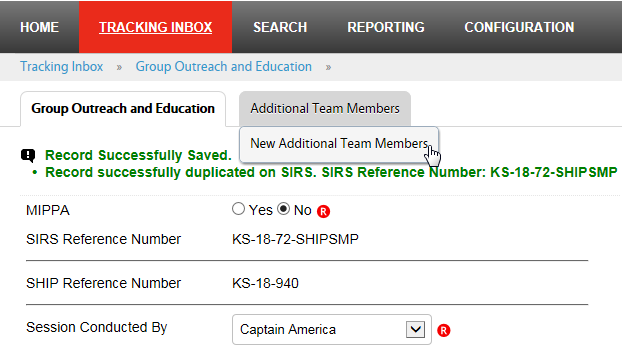 HOME TRACKING INBOX SEARCH REPORTING CONFIGURATION
Tracking Inbox » Group Outreach and Education »
Group Outreach and Education Additional Team Members
New Additional Team Members
Record Successfully Saved.
• Record successfully duplicated on SIRS. SIRS Reference Number: KS-18-72-SHIPSMP
MIPPA Yes No R
SIRS Reference Number KS-18-72-SHIPSMP
SHIP Reference Number KS-18-940
Session Conducted By Captain America R